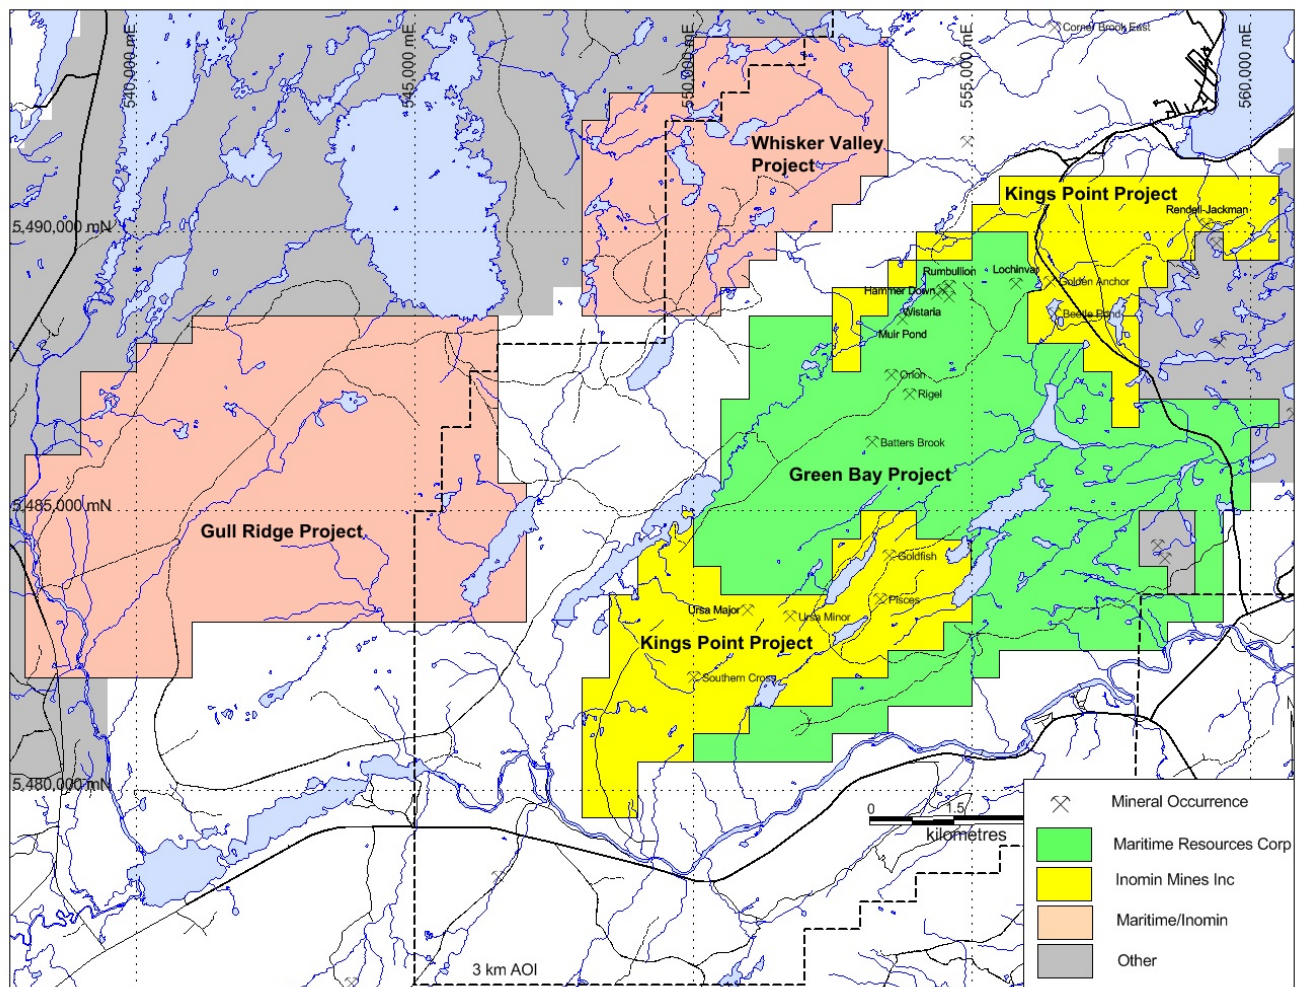 540,000 mE
545,000 mE
550,000 mE
555,000 mE
560,000 mE
Corner Brook East
Whisker Valley
Project
Kings Point Project
Rendell-Jackman
5,490,000 mN
Rumbullion
Lochinvar
Hammer Down
Golden Anchor
Wistaria
Beetle Pond
Muir Pond
Orion
Rigel
Batters Brook
Green Bay Project
5,485,000 mN
Gull Ridge Project
Goldfish
Pisces
Ursa Major
Ursa Minor
Kings Point Project
Southern Cross
5,480,000 mN
0 1.5
kilometres
3 km AOI
N
Mineral Occurrence
Maritime Resources Corp
Inomin Mines Inc
Maritime/Inomin
Other